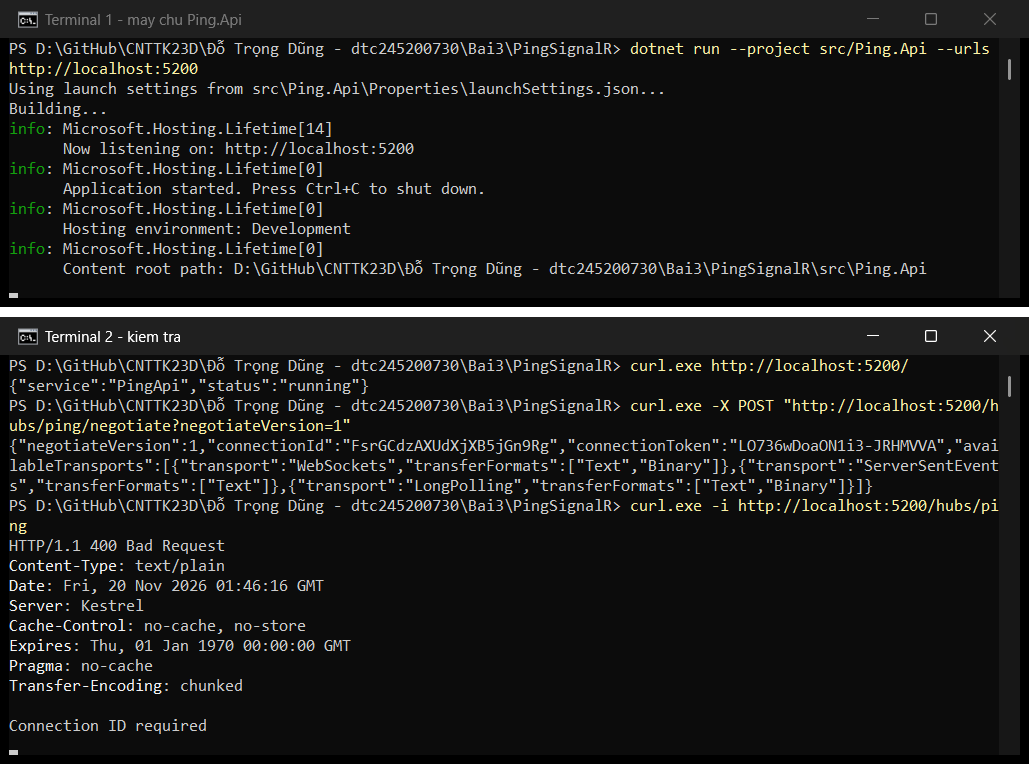 Terminal 1 - may chu Ping.Api
PS D:\GitHub\CNTTK23D\Đỗ Trọng Dũng - dtc245200730\Bai3\PingSignalR> dotnet run --project src/Ping.Api --urls
http://localhost:5200
Using launch settings from src\Ping.Api\Properties\launchSettings.json...
Building...
info: Microsoft.Hosting.Lifetime[14]
      Now listening on: http://localhost:5200
info: Microsoft.Hosting.Lifetime[0]
      Application started. Press Ctrl+C to shut down.
info: Microsoft.Hosting.Lifetime[0]
      Hosting environment: Development
info: Microsoft.Hosting.Lifetime[0]
      Content root path: D:\GitHub\CNTTK23D\Đỗ Trọng Dũng - dtc245200730\Bai3\PingSignalR\src\Ping.Api
Terminal 2 - kiem tra
PS D:\GitHub\CNTTK23D\Đỗ Trọng Dũng - dtc245200730\Bai3\PingSignalR> curl.exe http://localhost:5200/
{"service":"PingApi","status":"running"}
PS D:\GitHub\CNTTK23D\Đỗ Trọng Dũng - dtc245200730\Bai3\PingSignalR> curl.exe -X POST "http://localhost:5200/h
ubs/ping/negotiate?negotiateVersion=1"
{"negotiateVersion":1,"connectionId":"FsrGCdzAXUdXjXB5jGn9Rg","connectionToken":"LO736wDoaON1i3-JRHMVVA","avai
lableTransports":[{"transport":"WebSockets","transferFormats":["Text","Binary"]},{"transport":"ServerSentEvent
s","transferFormats":["Text"]},{"transport":"LongPolling","transferFormats":["Text","Binary"]}]}
PS D:\GitHub\CNTTK23D\Đỗ Trọng Dũng - dtc245200730\Bai3\PingSignalR> curl.exe -i http://localhost:5200/hubs/pi
ng
HTTP/1.1 400 Bad Request
Content-Type: text/plain
Date: Fri, 20 Nov 2026 01:46:16 GMT
Server: Kestrel
Cache-Control: no-cache, no-store
Expires: Thu, 01 Jan 1970 00:00:00 GMT
Pragma: no-cache
Transfer-Encoding: chunked

Connection ID required